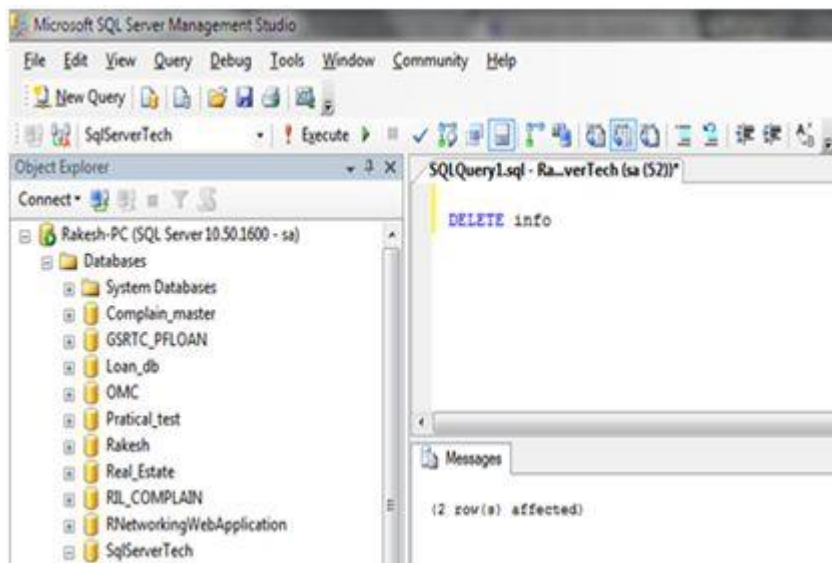 Microsoft SQL Server Management Studio
File Edit View Query Debug Tools Window Community Help
New Query
SqlServerTech Execute
Object Explorer
SQLQuery1.sql - Ra...verTech (sa (52))*
Connect
DELETE info
Rakesh-PC (SQL Server 10.50.1600 - sa)
Databases
System Databases
Complain_master
GSRTC_PFLOAN
Loan_db
OMC
Pratical_test
Rakesh
Real_Estate
RIL_COMPLAIN
RNetworkingWebApplication
SqlServerTech
Messages
(2 row(s) affected)